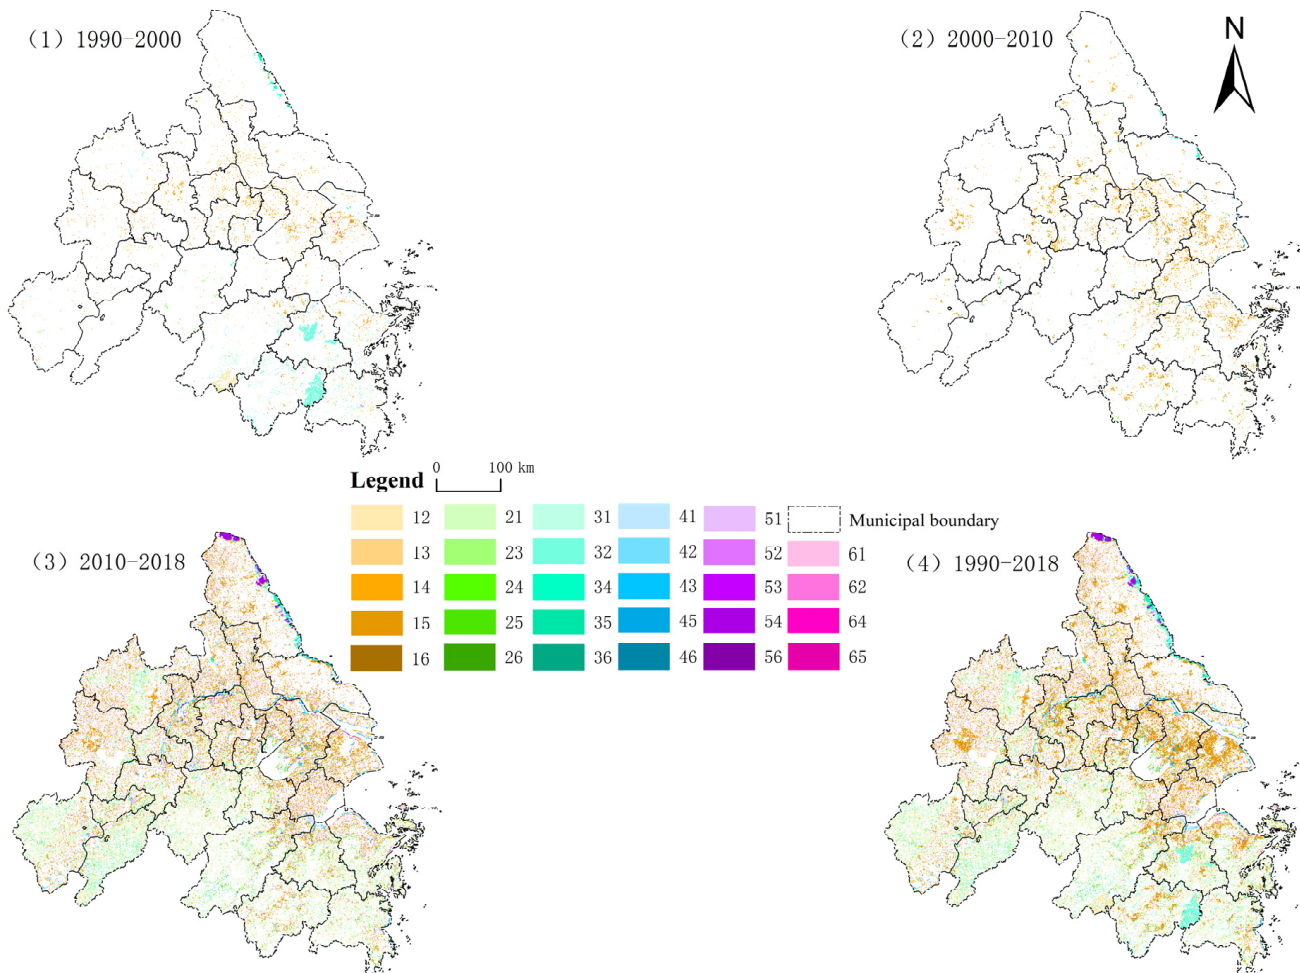 (1) 1990-2000
(2) 2000-2010
N
Legend
0 100 km
12 21 31 41 51 Municipal boundary
13 23 32 42 52 61
14 24 34 43 53 62
15 25 35 45 54 64
16 26 36 46 56 65
(3) 2010-2018
(4) 1990-2018